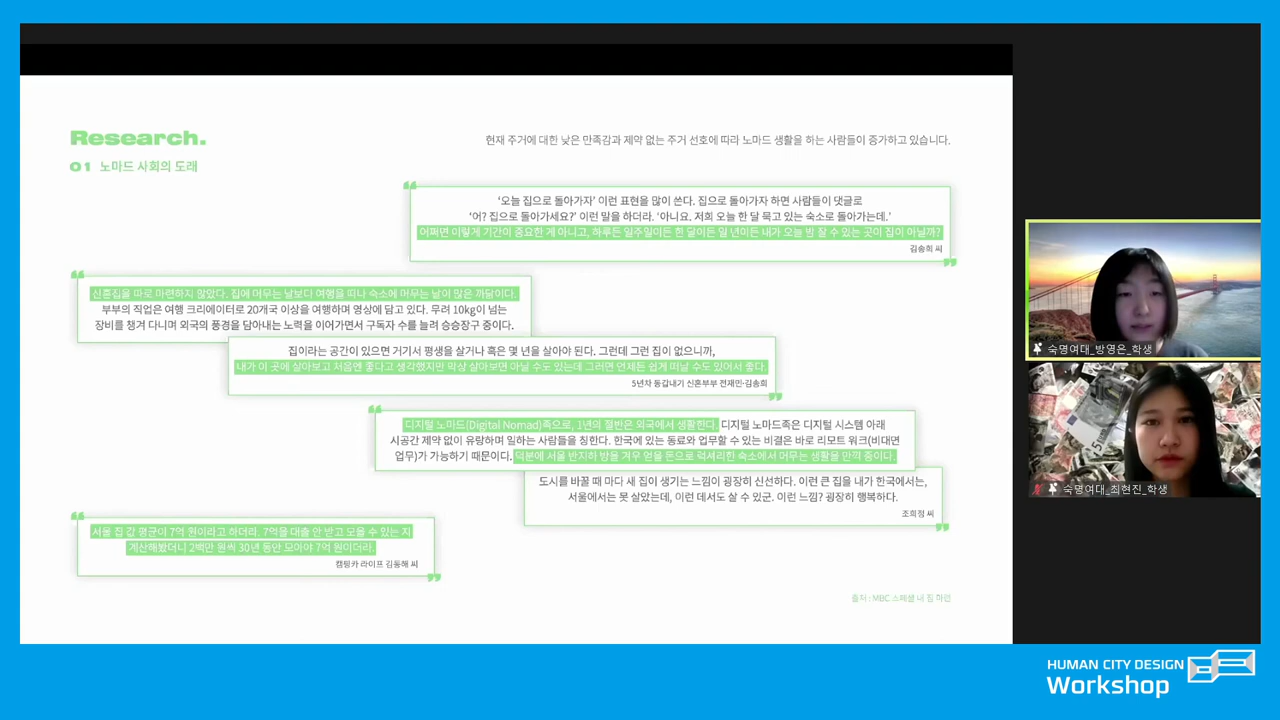 Research.
01 노마드 사회의 도래
현재 주거에 대한 낮은 만족감과 제약 없는 주거 선호에 따라 노마드 생활을 하는 사람들이 증가하고 있습니다.
‘오늘 집으로 돌아가자’ 이런 표현을 많이 쓴다. 집으로 돌아가자 하면 사람들이 댓글로
‘어? 집으로 돌아가세요?’ 이런 말을 하더라. ‘아니요. 저희 오늘 한 달 묵고 있는 숙소로 돌아가는데.’
어쩌면 이렇게 기간이 중요한 게 아니고, 하루든 일주일이든 한 달이든 일 년이든 내가 오늘 밤 잘 수 있는 곳이 집이 아닐까?
김송희 씨
신혼집을 따로 마련하지 않았다. 집에 머무는 날보다 여행을 떠나 숙소에 머무는 날이 많은 까닭이다.
부부의 직업은 여행 크리에이터로 20개국 이상을 여행하며 영상에 담고 있다. 무려 10kg이 넘는
장비를 챙겨 다니며 외국의 풍경을 담아내는 노력을 이어가면서 구독자 수를 늘려 승승장구 중이다.
집이라는 공간이 있으면 거기서 평생을 살거나 혹은 몇 년을 살아야 된다. 그런데 그런 집이 없으니까,
내가 이 곳에 살아보고 처음엔 좋다고 생각했지만 막상 살아보면 아닐 수도 있는데 그러면 언제든 쉽게 떠날 수도 있어서 좋다.
5년차 동갑내기 신혼부부 전재민·김송희
디지털 노마드(Digital Nomad)족으로, 1년의 절반은 외국에서 생활한다. 디지털 노마드족은 디지털 시스템 아래
시공간 제약 없이 유랑하며 일하는 사람들을 칭한다. 한국에 있는 동료와 업무할 수 있는 비결은 바로 리모트 워크(비대면
업무)가 가능하기 때문이다. 덕분에 서울 반지하 방을 겨우 얻을 돈으로 럭셔리한 숙소에서 머무는 생활을 만끽 중이다.
도시를 바꿀 때 마다 새 집이 생기는 느낌이 굉장히 신선하다. 이런 큰 집을 내가 한국에서는,
서울에서는 못 살았는데, 이런 데서도 살 수 있군. 이런 느낌? 굉장히 행복하다.
조희정 씨
서울 집 값 평균이 7억 원이라고 하더라. 7억을 대출 안 받고 모을 수 있는 지
계산해봤더니 2백만 원씩 30년 동안 모아야 7억 원이더라.
캠핑카 라이프 김동해 씨
출처 : MBC 스페셜 내 집 마련
숙명여대_방영은_학생
숙명여대_최현진_학생
HUMAN CITY DESIGN
Workshop